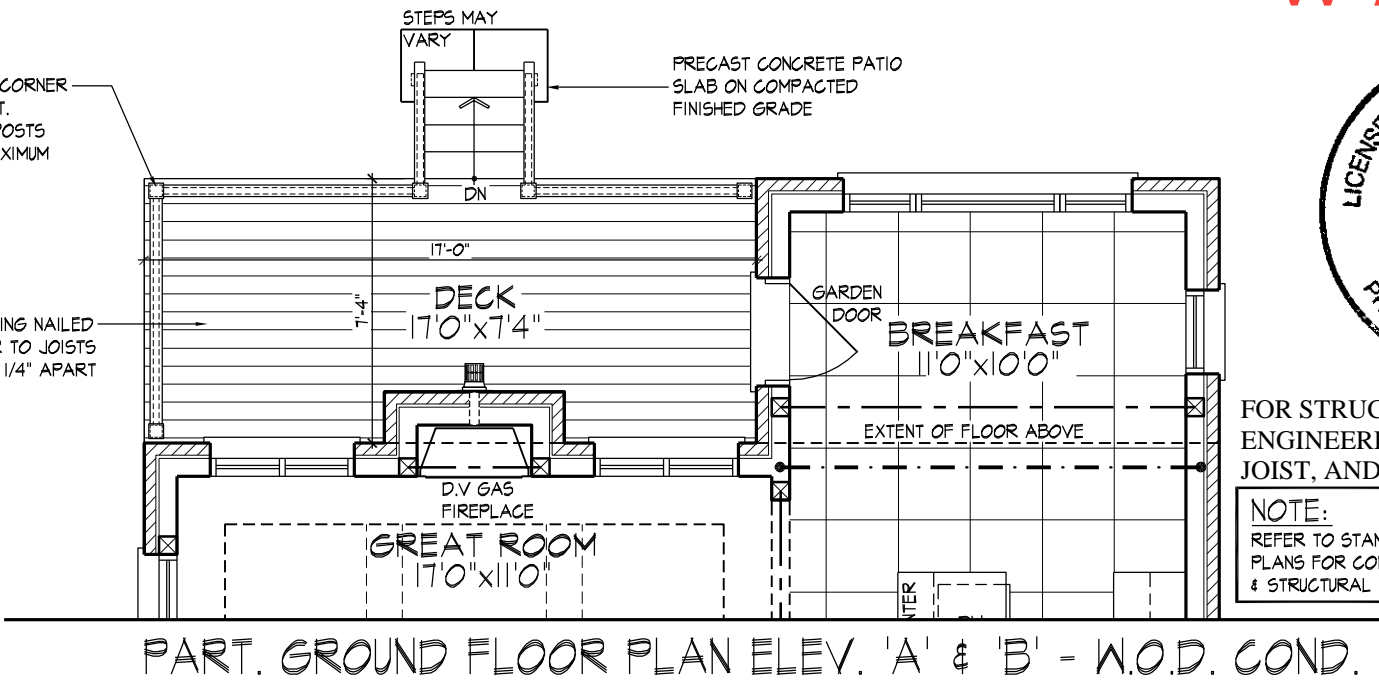 STEPS MAY
VARY
CORNER
POSTS
PRECAST CONCRETE PATIO
SLAB ON COMPACTED
FINISHED GRADE
DN
17'-0"
7'-4"
DECK
17'0"x7'4"
NAILED
TO JOISTS
1/4" APART
GARDEN
DOOR
BREAKFAST
11'0"x10'0"
EXTENT OF FLOOR ABOVE
D.V GAS
FIREPLACE
GREAT ROOM
17'0"x11'0"
FOR STRUC
ENGINEERI
JOIST, AND
NOTE:
REFER TO STAN
PLANS FOR CO
& STRUCTURAL
LICENSE
PART. GROUND FLOOR PLAN ELEV. 'A' & 'B' - W.O.D. COND.